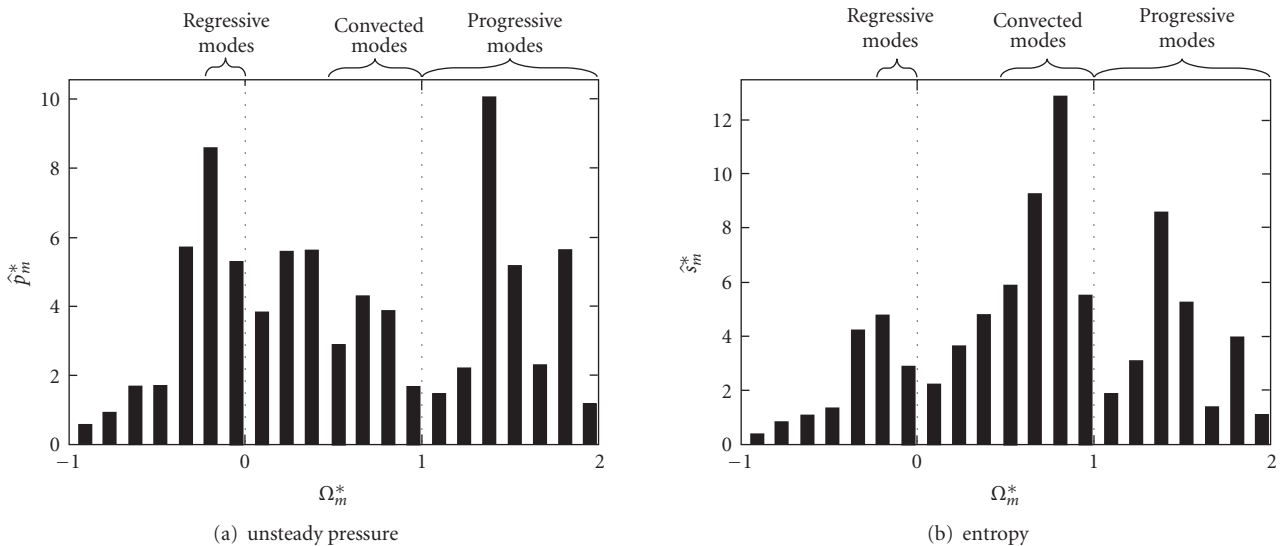 Regressive
modes
Convected
modes
Progressive
modes
10
8
6
4
2
0
p̂*m
−1
0
1
2
Ω*m
(a) unsteady pressure
Regressive
modes
Convected
modes
Progressive
modes
12
10
8
6
4
2
0
ŝ*m
−1
0
1
2
Ω*m
(b) entropy